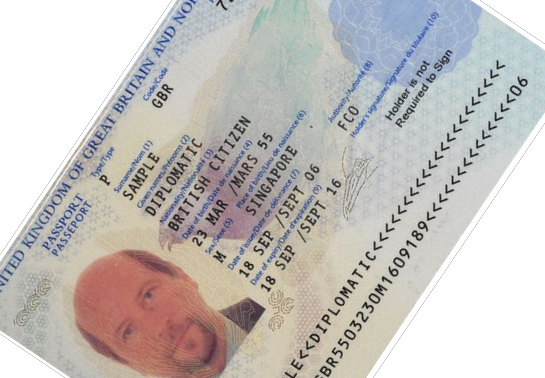 UNITED KINGDOM OF GREAT BRITAIN AND NO
PASSPORT
PASSEPORT
Type/Type
P
Code/Code
GBR
Surname/Nom (1)
SAMPLE
Given names/Prénoms (2)
DIPLOMATIC
Nationality/Nationalité (3)
BRITISH CITIZEN
Date of birth/Date de naissance (4)
23 MAR /MARS 55
Sex/Sexe (5)
M
Place of birth/Lieu de naissance (6)
SINGAPORE
Date of issue/Date de délivrance (7)
18 SEP /SEPT 06
Authority/Autorité (8)
FCO
Date of expiry/Date d'expiration (9)
18 SEP /SEPT 16
Holder's signature/Signature du titulaire (10)
Holder is not
Required to Sign
LE<<DIPLOMATIC<<<<<<<<<<<<<<<<<<<<<
GBR5503230M1609189<<<<<<<<<<<<<<06